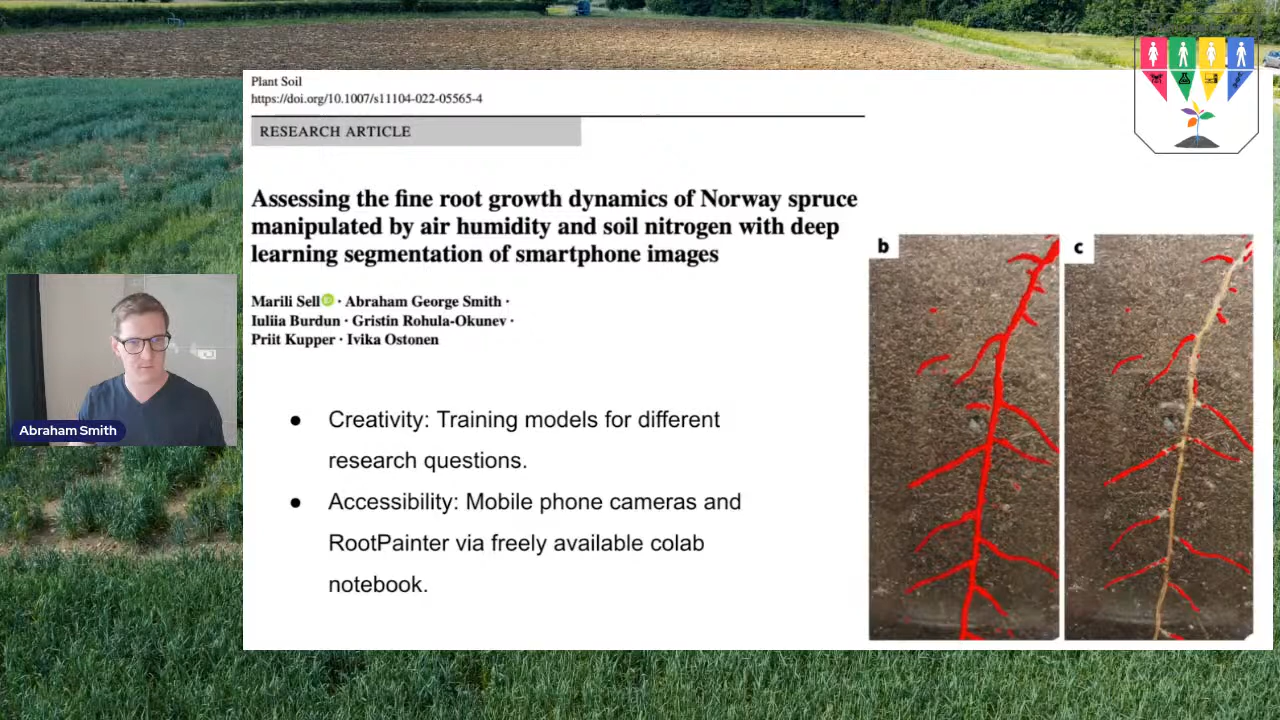 Plant Soil
https://doi.org/10.1007/s11104-022-05565-4
RESEARCH ARTICLE
Assessing the fine root growth dynamics of Norway spruce
manipulated by air humidity and soil nitrogen with deep
learning segmentation of smartphone images
Marili Sell · Abraham George Smith ·
Iuliia Burdun · Gristin Rohula-Okunev ·
Priit Kupper · Ivika Ostonen
● Creativity: Training models for different
research questions.
● Accessibility: Mobile phone cameras and
RootPainter via freely available colab
notebook.
b
c
Abraham Smith